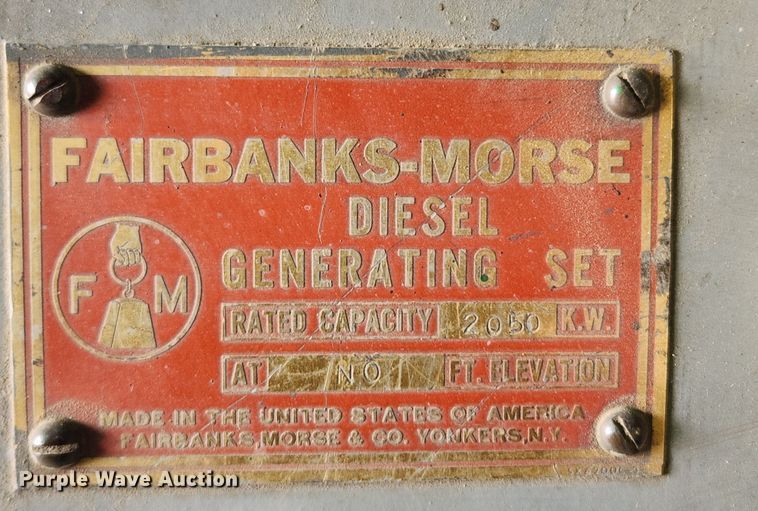 FAIRBANKS-MORSE
DIESEL
GENERATING SET
F M
RATED CAPACITY 2050 K.W.
AT NO FT. ELEVATION
MADE IN THE UNITED STATES OF AMERICA
FAIRBANKS, MORSE & CO. YONKERS, N.Y.
Purple Wave Auction